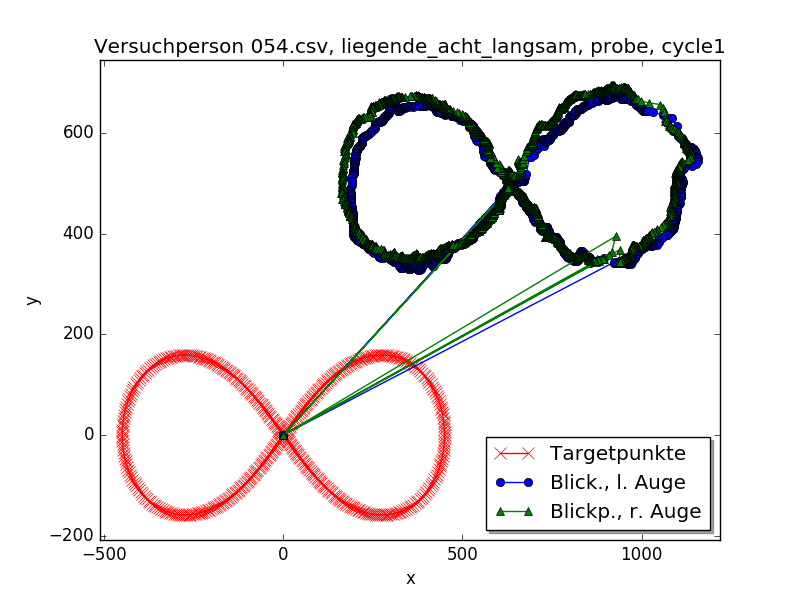 Versuchperson 054.csv, liegende_acht_langsam, probe, cycle1
y
600
400
200
0
−200
−500
0
500
1000
x
Targetpunkte
Blick., l. Auge
Blickp., r. Auge